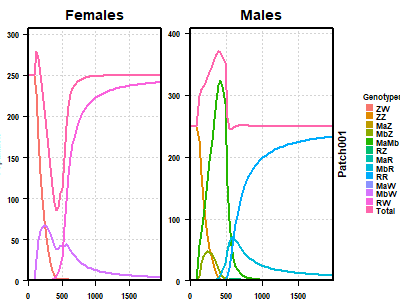 Females Males
300
250
200
150
100
50
0
0 500 1000 1500
400
300
200
100
0
0 500 1000 1500
Patch001
Genotypes
ZW
ZZ
MaZ
MbZ
MaMb
RZ
MaR
MbR
RR
MaW
MbW
RW
Total